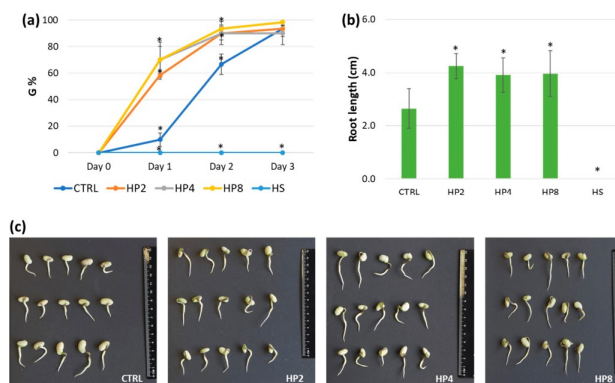 (a)
100
80
60
40
20
0
G %
Day 0 Day 1 Day 2 Day 3
CTRL HP2 HP4 HP8 HS
(b)
6.0
4.0
2.0
0.0
Root length (cm)
* * * *
CTRL HP2 HP4 HP8 HS
(c)
CTRL HP2 HP4 HP8